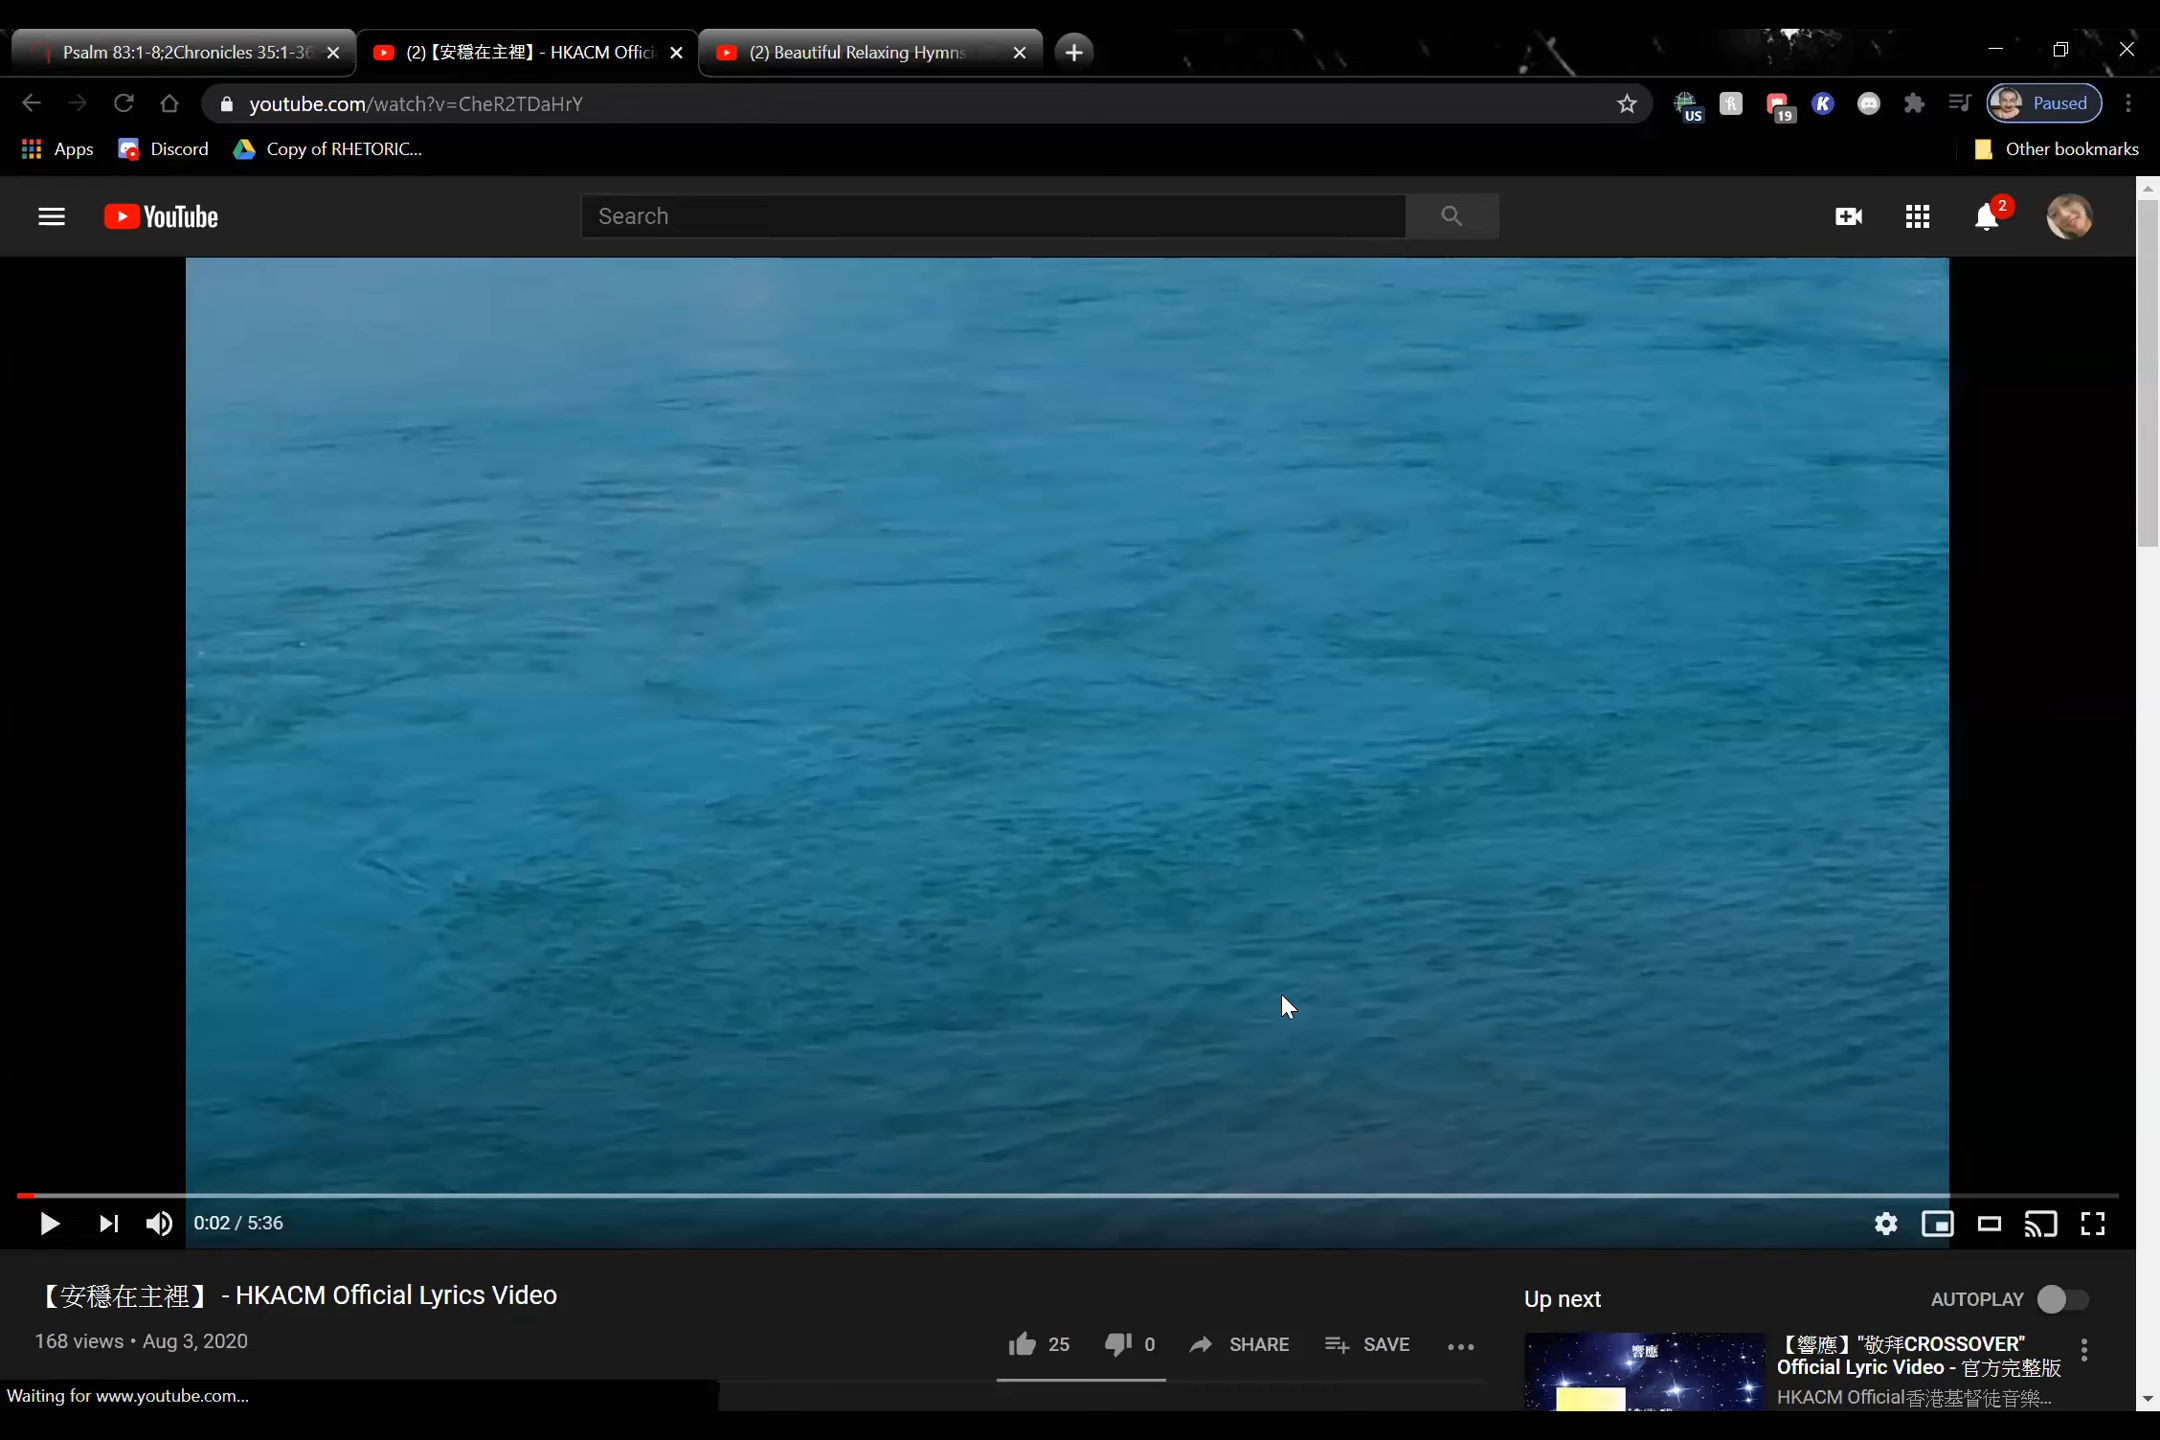 Psalm 83:1-8;2Chronicles 35:1-36
(2)【安穩在主裡】- HKACM Offici
(2) Beautiful Relaxing Hymns
youtube.com/watch?v=CheR2TDaHrY
US
19
Paused
Apps
Discord
Copy of RHETORIC...
Other bookmarks
YouTube
Search
2
0:02 / 5:36
【安穩在主裡】 - HKACM Official Lyrics Video
168 views • Aug 3, 2020
25
0
SHARE
SAVE
Up next
AUTOPLAY
響應
【響應】"敬拜CROSSOVER"
Official Lyric Video - 官方完整版
HKACM Official香港基督徒音樂...
Waiting for www.youtube.com...